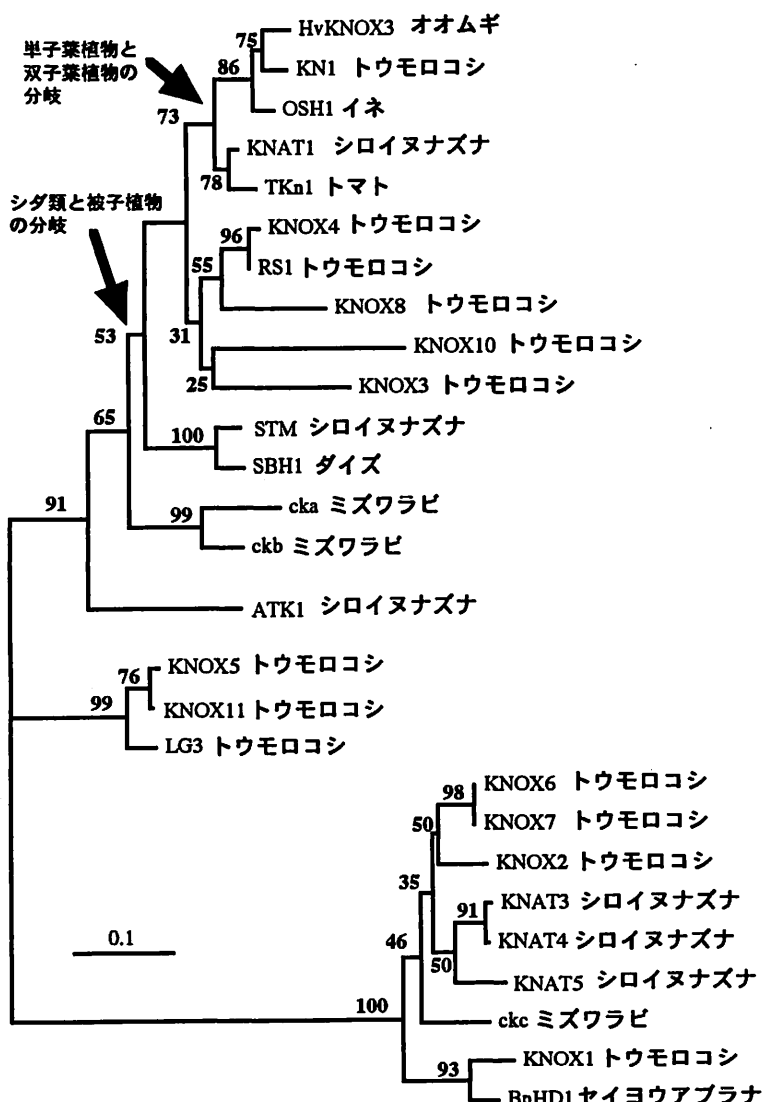 75
HvKNOX3 オオムギ
単子葉植物と
双子葉植物の
分岐
86
KN1 トウモロコシ
OSH1 イネ
73
KNAT1 シロイヌナズナ
78
TKn1 トマト
シダ類と被子植物
の分岐
96
KNOX4 トウモロコシ
55
RS1 トウモロコシ
KNOX8 トウモロコシ
53
31
KNOX10 トウモロコシ
25
KNOX3 トウモロコシ
65
100
STM シロイヌナズナ
SBH1 ダイズ
91
99
cka ミズワラビ
ckb ミズワラビ
ATK1 シロイヌナズナ
76
KNOX5 トウモロコシ
99
KNOX11 トウモロコシ
LG3 トウモロコシ
98
KNOX6 トウモロコシ
50
KNOX7 トウモロコシ
KNOX2 トウモロコシ
35
91
KNAT3 シロイヌナズナ
0.1
46
KNAT4 シロイヌナズナ
50
KNAT5 シロイヌナズナ
100
ckc ミズワラビ
93
KNOX1 トウモロコシ
BnHD1 セイヨウアブラナ